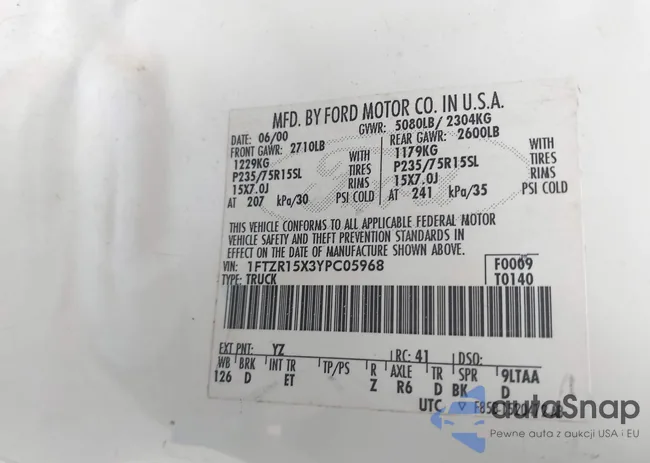 MFD. BY FORD MOTOR CO. IN U.S.A.
DATE: 06/00 GVWR: 5080LB/ 2304KG
FRONT GAWR: 2710LB REAR GAWR: 2600LB
1229KG WITH 1179KG WITH
P235/75R15SL TIRES P235/75R15SL TIRES
15X7.0J RIMS 15X7.0J RIMS
AT 207 kPa/30 PSI COLD AT 241 kPa/35 PSI COLD
THIS VEHICLE CONFORMS TO ALL APPLICABLE FEDERAL MOTOR
VEHICLE SAFETY AND THEFT PREVENTION STANDARDS IN
EFFECT ON THE DATE OF MANUFACTURE SHOWN ABOVE.
VIN: 1FTZR15X3YPC05968 F0009
TYPE: TRUCK T0140
EXT PNT: YZ RC: 41 DSO:
WB BRK INT TR TP/PS R AXLE TR SPR 9LTAA
126 D ET Z R6 D BK D
UTC
autoSnap
Pewne auta z aukcji USA i EU